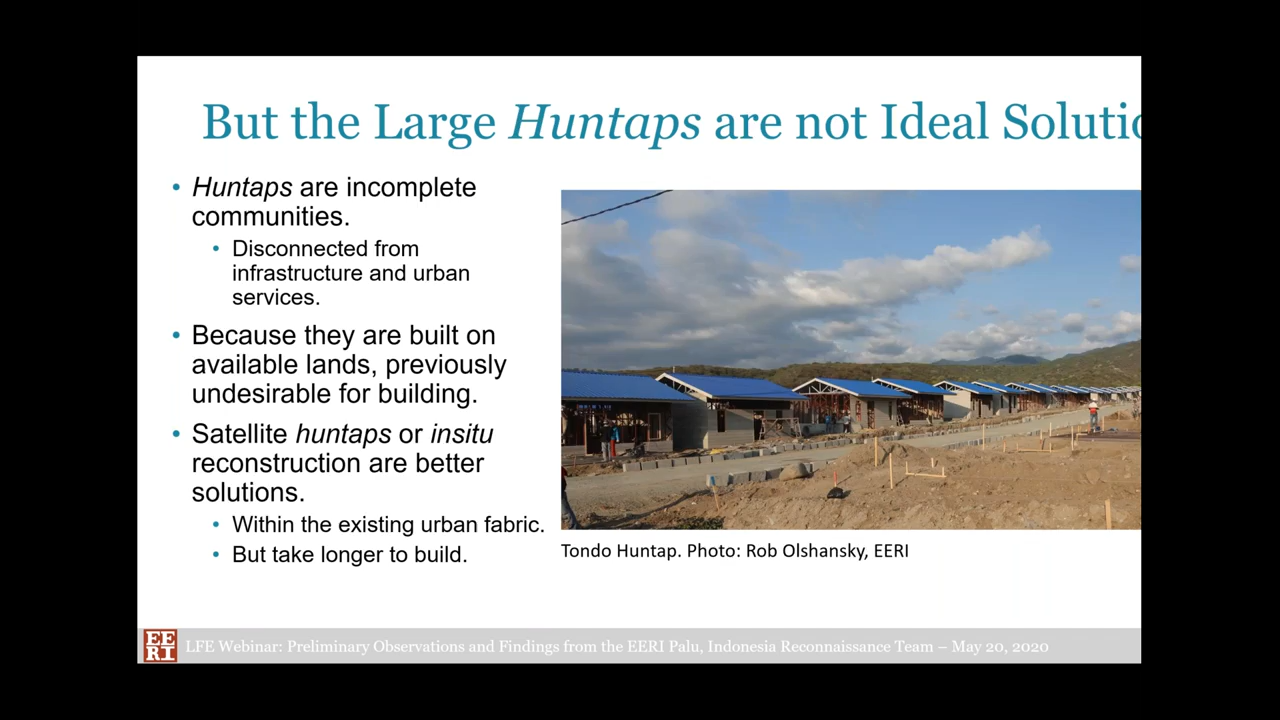 But the Large Huntaps are not Ideal Solutio
• Huntaps are incomplete
communities.
• Disconnected from
infrastructure and urban
services.
• Because they are built on
available lands, previously
undesirable for building.
• Satellite huntaps or insitu
reconstruction are better
solutions.
• Within the existing urban fabric.
• But take longer to build.
Tondo Huntap. Photo: Rob Olshansky, EERI
EE
RI
LFE Webinar: Preliminary Observations and Findings from the EERI Palu, Indonesia Reconnaissance Team – May 20, 2020